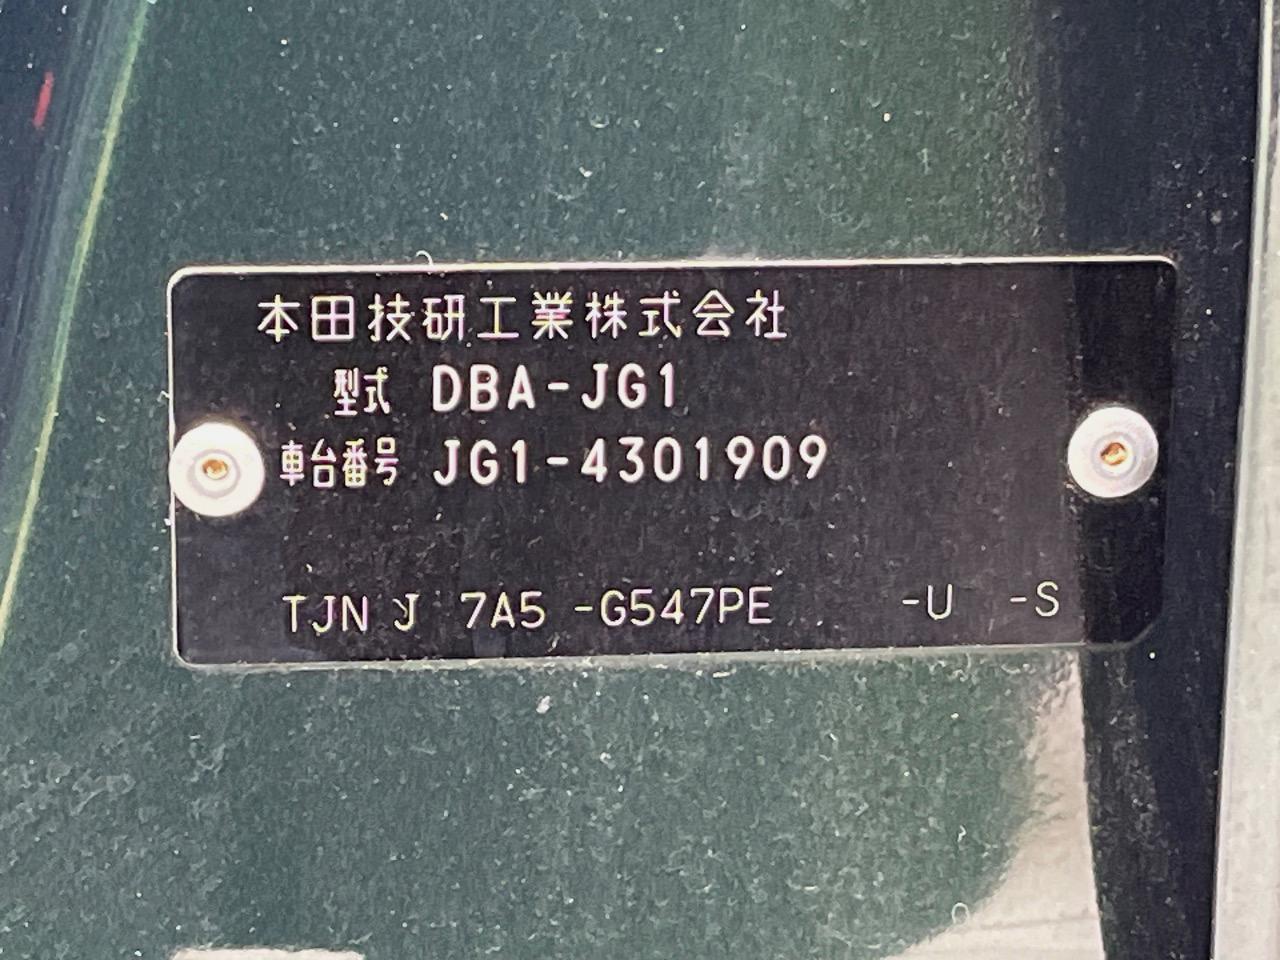 本田技研工業株式会社
型式 DBA-JG1
車台番号 JG1-4301909
TJN J 7A5 -G547PE -U -S